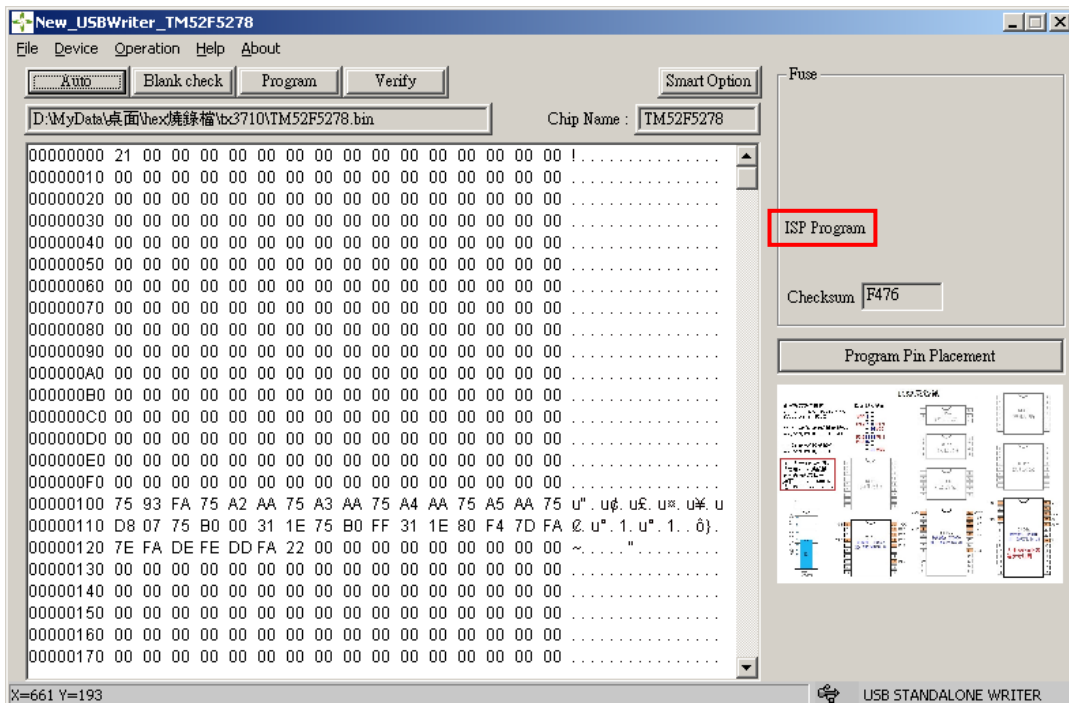 New_USBWriter_TM52F5278
File Device Operation Help About
Auto Blank check Program Verify Smart Option
D:\MyData\桌面\hex燒錄檔\tx3710\TM52F5278.bin Chip Name : TM52F5278
00000000 21 00 00 00 00 00 00 00 00 00 00 00 00 00 00 00 !...............
00000010 00 00 00 00 00 00 00 00 00 00 00 00 00 00 00 00 ................
00000020 00 00 00 00 00 00 00 00 00 00 00 00 00 00 00 00 ................
00000030 00 00 00 00 00 00 00 00 00 00 00 00 00 00 00 00 ................
00000040 00 00 00 00 00 00 00 00 00 00 00 00 00 00 00 00 ................
00000050 00 00 00 00 00 00 00 00 00 00 00 00 00 00 00 00 ................
00000060 00 00 00 00 00 00 00 00 00 00 00 00 00 00 00 00 ................
00000070 00 00 00 00 00 00 00 00 00 00 00 00 00 00 00 00 ................
00000080 00 00 00 00 00 00 00 00 00 00 00 00 00 00 00 00 ................
00000090 00 00 00 00 00 00 00 00 00 00 00 00 00 00 00 00 ................
000000A0 00 00 00 00 00 00 00 00 00 00 00 00 00 00 00 00 ................
000000B0 00 00 00 00 00 00 00 00 00 00 00 00 00 00 00 00 ................
000000C0 00 00 00 00 00 00 00 00 00 00 00 00 00 00 00 00 ................
000000D0 00 00 00 00 00 00 00 00 00 00 00 00 00 00 00 00 ................
000000E0 00 00 00 00 00 00 00 00 00 00 00 00 00 00 00 00 ................
000000F0 00 00 00 00 00 00 00 00 00 00 00 00 00 00 00 00 ................
00000100 75 93 FA 75 A2 AA 75 A3 AA 75 A4 AA 75 A5 AA 75 u".u¢.u£.u¤.u¥.u
00000110 D8 07 75 B0 00 31 1E 75 B0 FF 31 1E 80 F4 7D FA Ø.u°.1.u°.1..ô}.
00000120 7E FA DE FE DD FA 22 00 00 00 00 00 00 00 00 00 ~.....".........
00000130 00 00 00 00 00 00 00 00 00 00 00 00 00 00 00 00 ................
00000140 00 00 00 00 00 00 00 00 00 00 00 00 00 00 00 00 ................
00000150 00 00 00 00 00 00 00 00 00 00 00 00 00 00 00 00 ................
00000160 00 00 00 00 00 00 00 00 00 00 00 00 00 00 00 00 ................
00000170 00 00 00 00 00 00 00 00 00 00 00 00 00 00 00 00 ................
Fuse
ISP Program
Checksum F476
Program Pin Placement
X=661 Y=193 USB STANDALONE WRITER